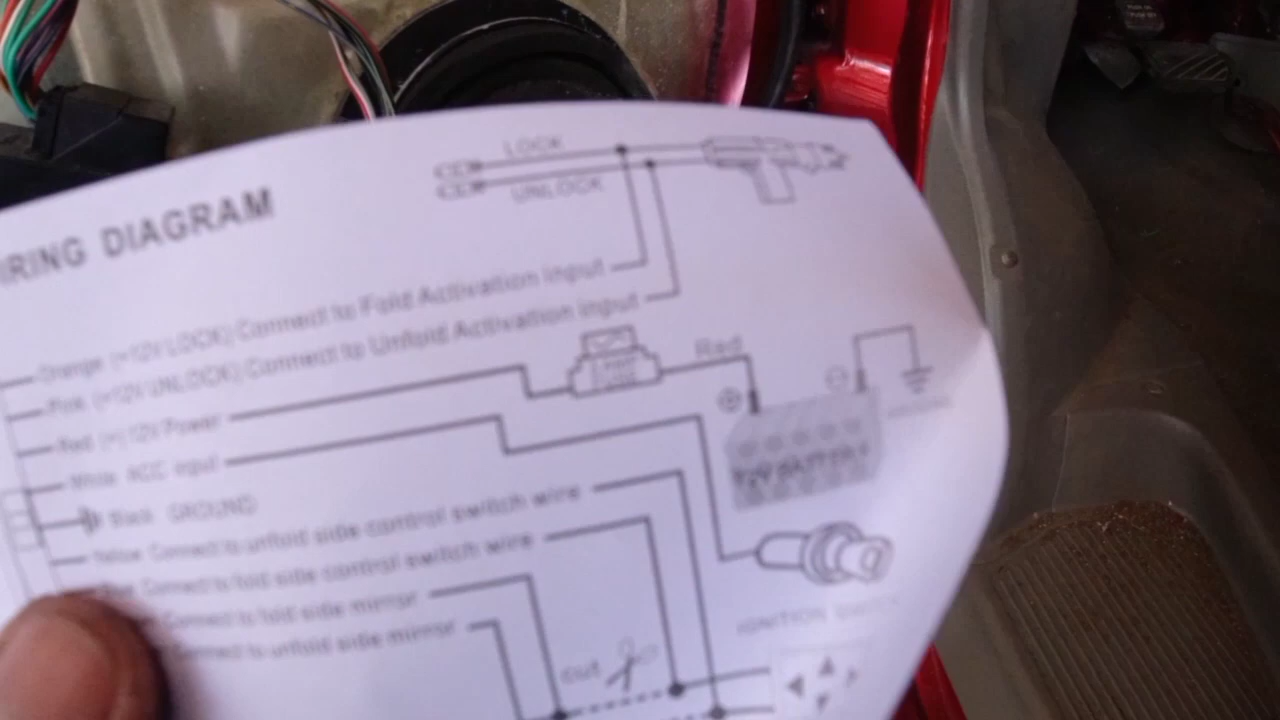 LOCK
UNLOCK
IRING DIAGRAM
Orange (+12V LOCK) Connect to Fold Activation input
Pink (+12V UNLOCK) Connect to Unfold Activation input
Red
Red (+) 12V Power
White ACC input
Black GROUND
Yellow Connect to unfold side control switch wire
Connect to fold side control switch wire
Connect to fold side mirror
onnect to unfold side mirror
IGNITION SWITCH
cut